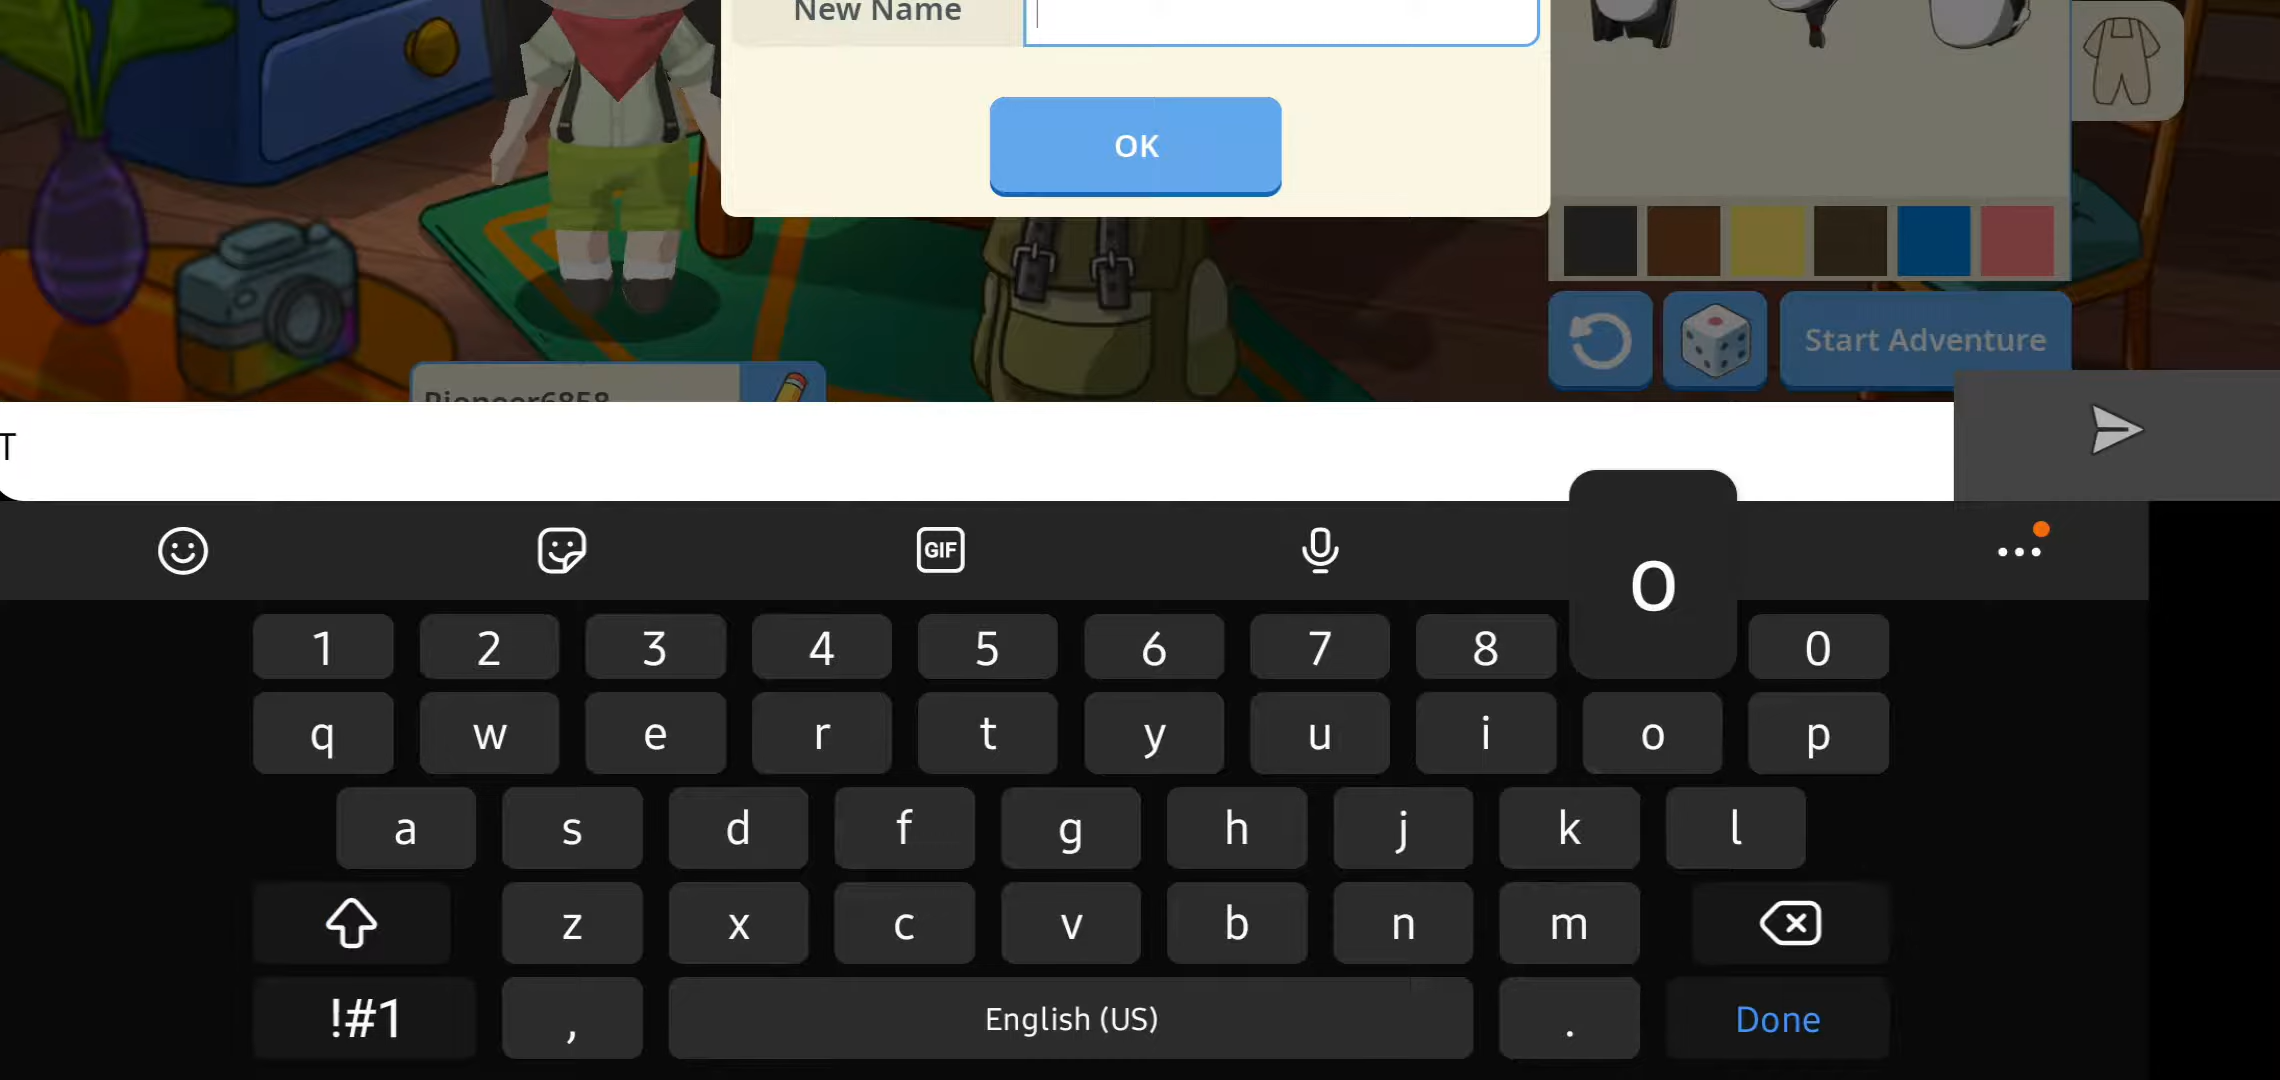 New Name
OK
Start Adventure
Pioneer6858
T
GIF
o
1 2 3 4 5 6 7 8 0
q w e r t y u i o p
a s d f g h j k l
z x c v b n m
!#1 , English (US) . Done